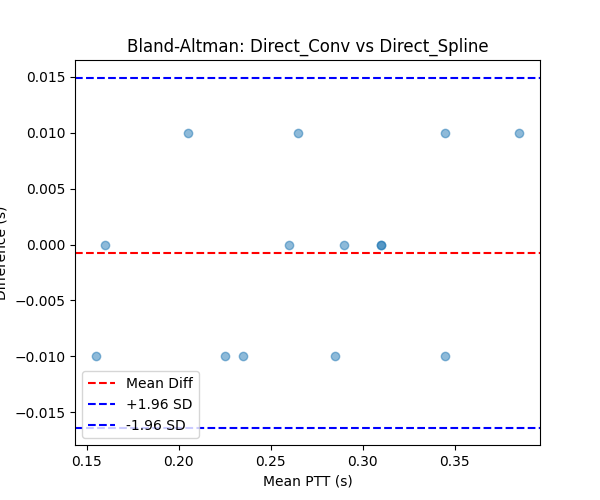 Bland-Altman: Direct_Conv vs Direct_Spline
0.015
0.010
0.005
0.000
−0.005
−0.010
−0.015
Difference (s)
Mean Diff
+1.96 SD
-1.96 SD
0.15
0.20
0.25
0.30
0.35
Mean PTT (s)